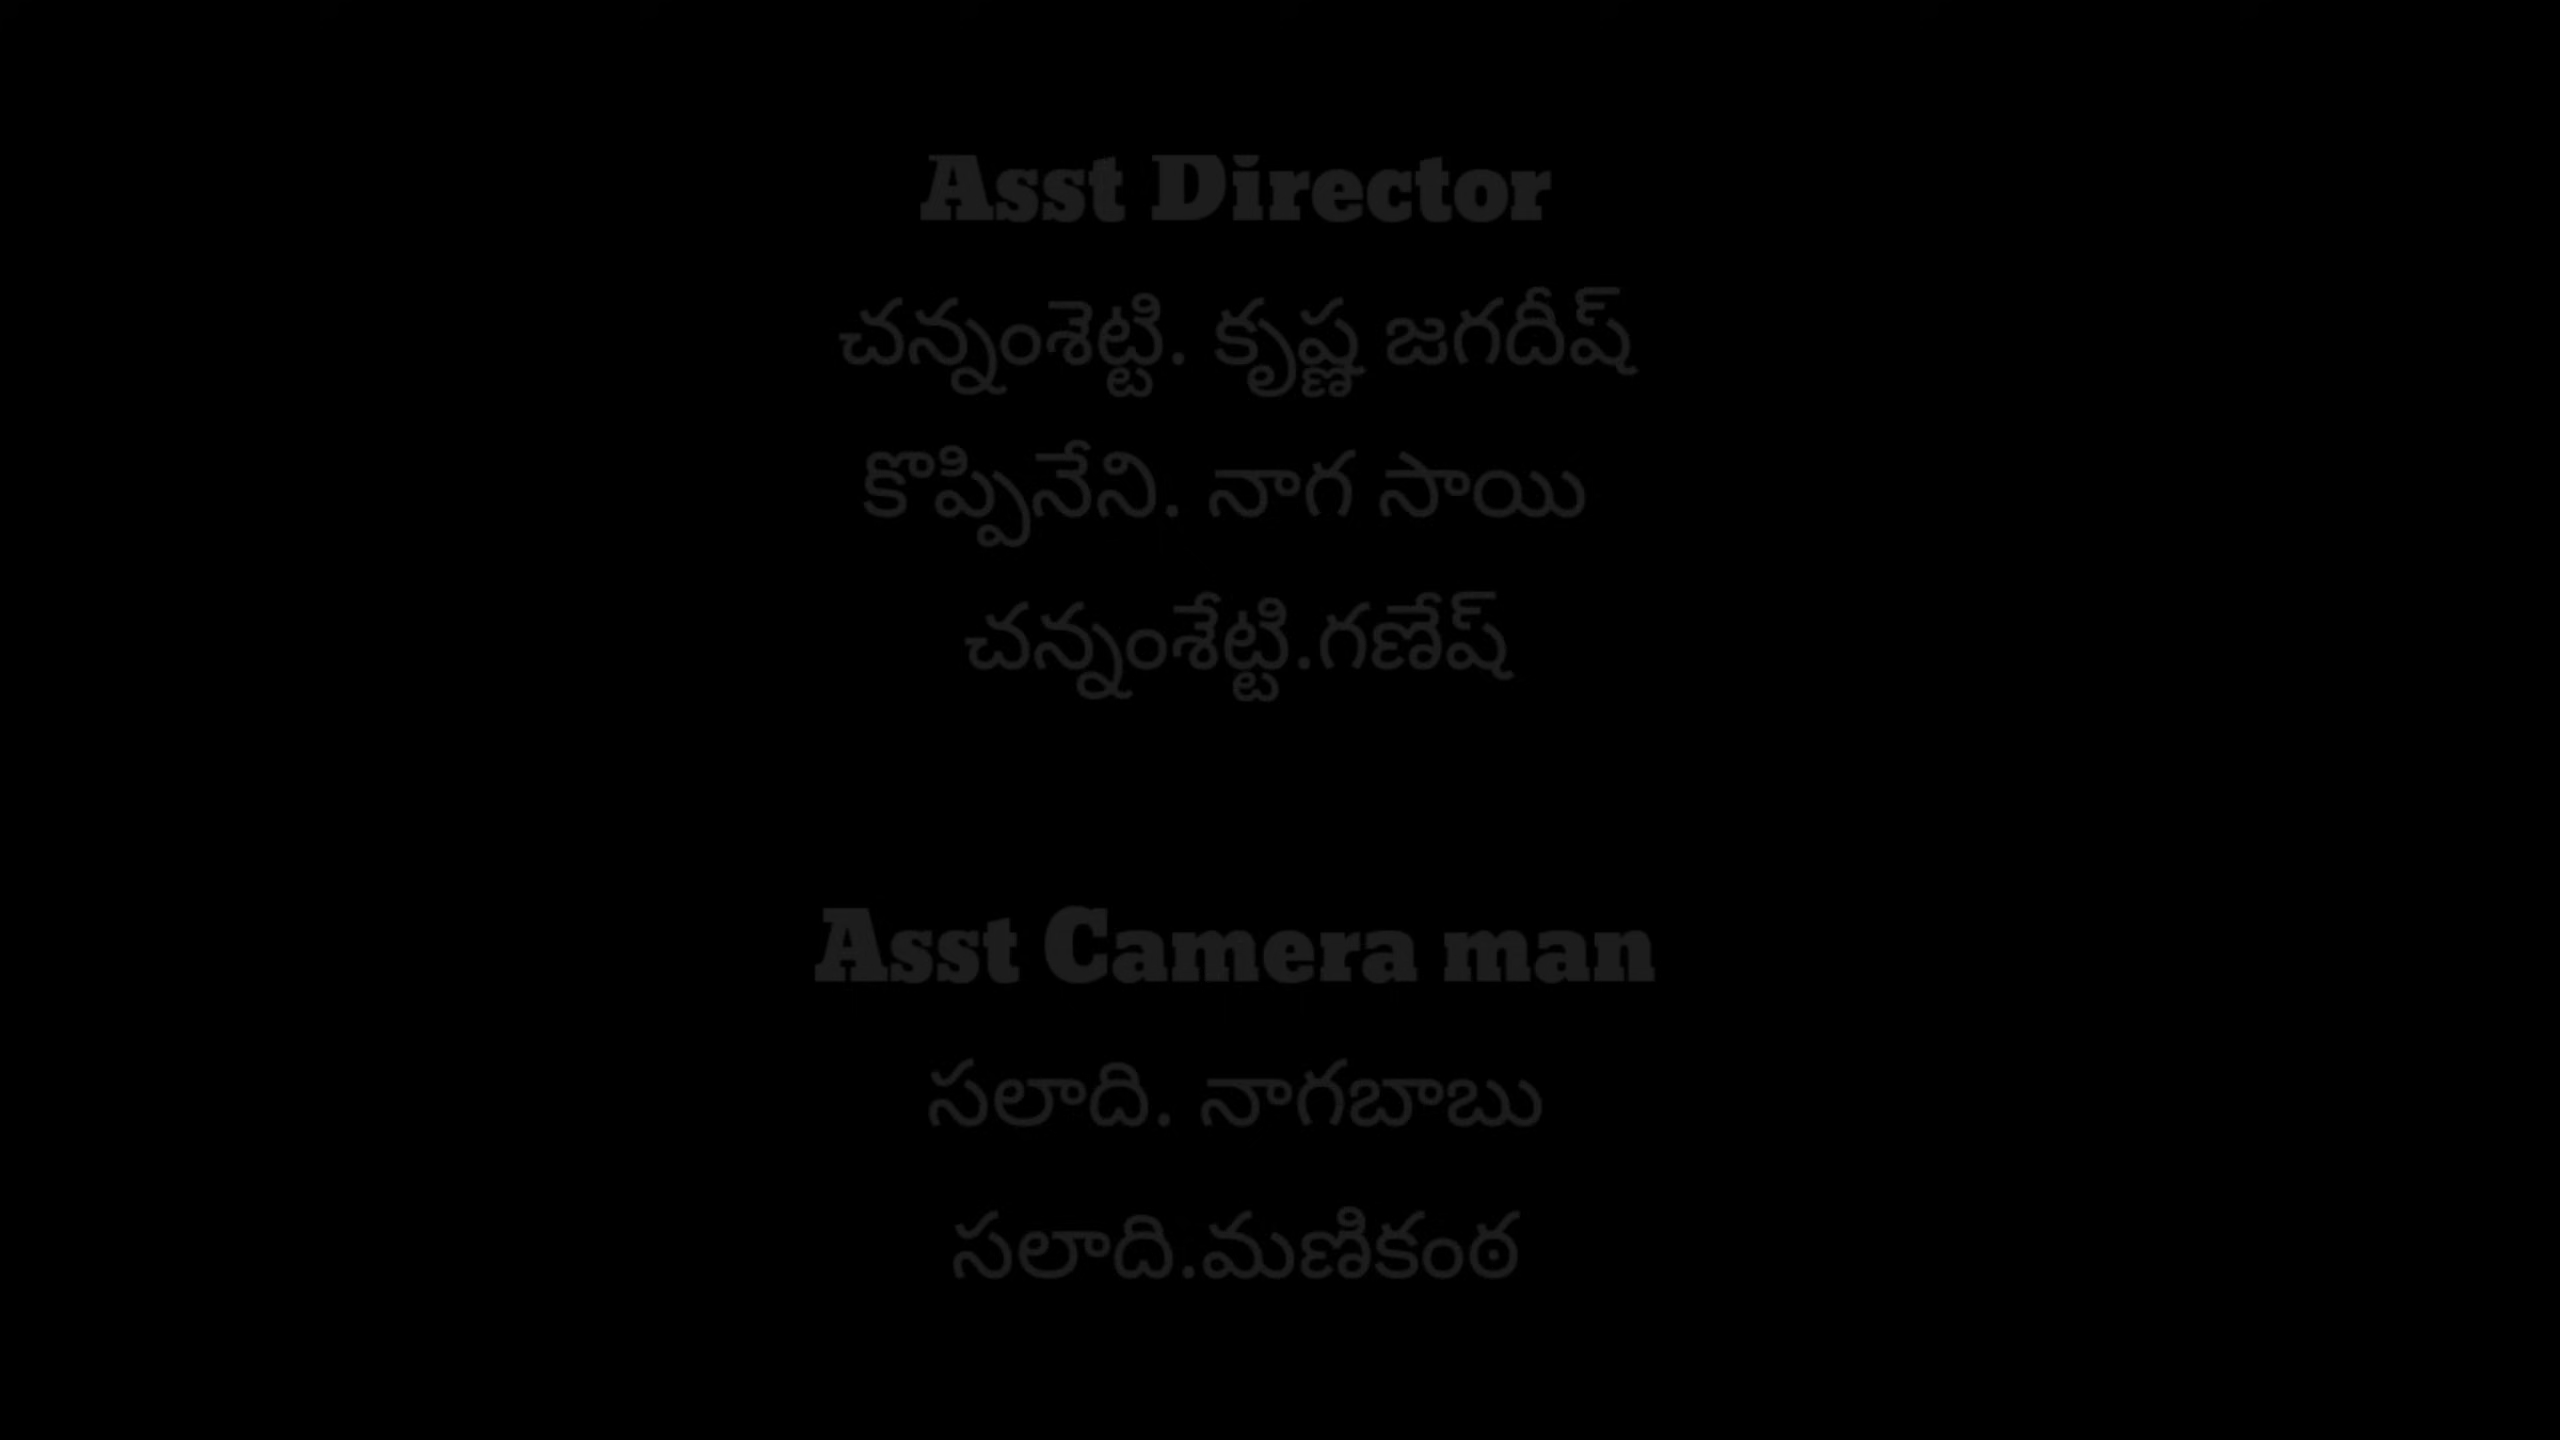 Asst Director
చన్నంశెట్టి. కృష్ణ జగదీష్
కొప్పినేని. నాగ సాయి
చన్నంశేట్టి.గణేష్
Asst Camera man
సలాది. నాగబాబు
సలాది.మణికంఠ